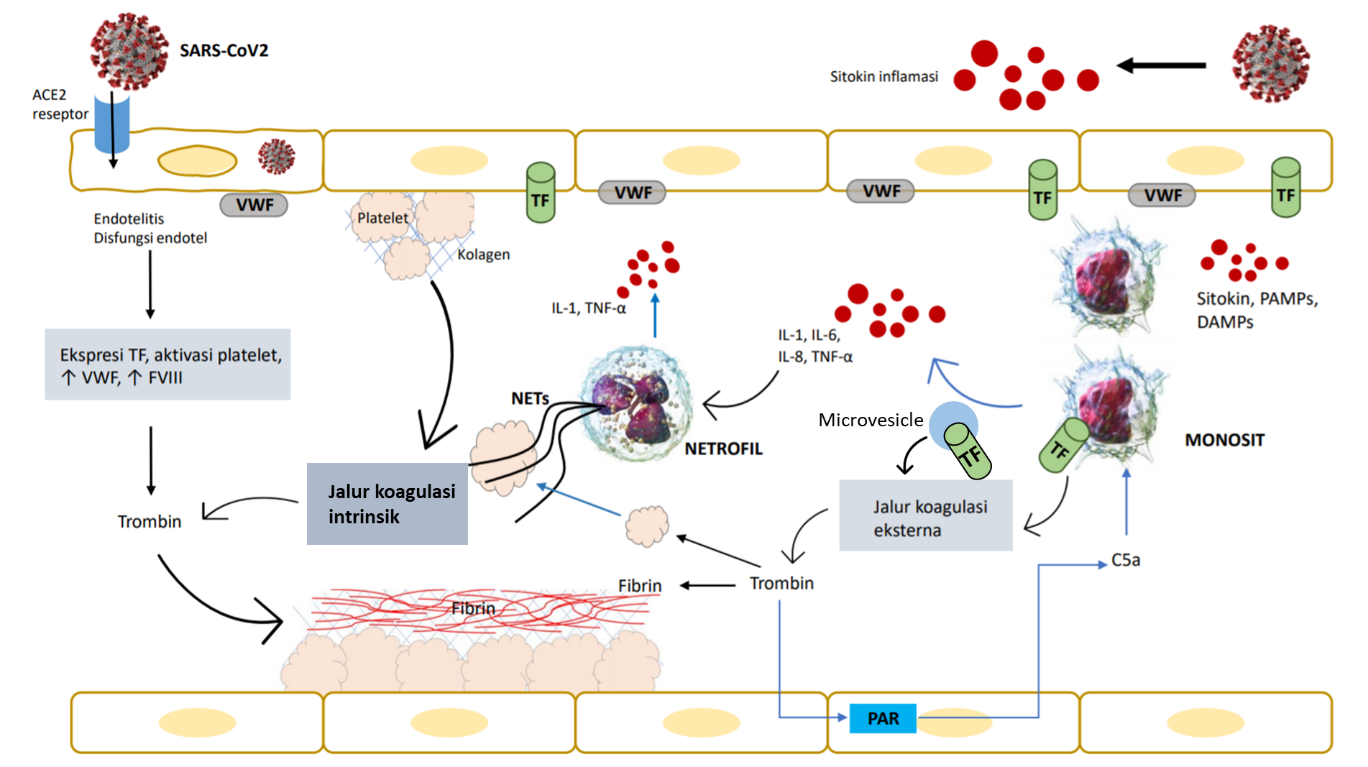 SARS-CoV2
Sitokin inflamasi
ACE2
reseptor
VWF
TF
VWF
VWF
TF
VWF
TF
Endotelitis
Disfungsi endotel
Platelet
Kolagen
IL-1, TNF-α
Sitokin, PAMPs,
DAMPs
IL-1, IL-6,
IL-8, TNF-α
Ekspresi TF, aktivasi platelet,
↑ VWF, ↑ FVIII
NETs
NETROFIL
Microvesicle
TF
TF
MONOSIT
Jalur koagulasi
intrinsik
Jalur koagulasi
eksterna
Trombin
C5a
Trombin
Fibrin
Fibrin
PAR